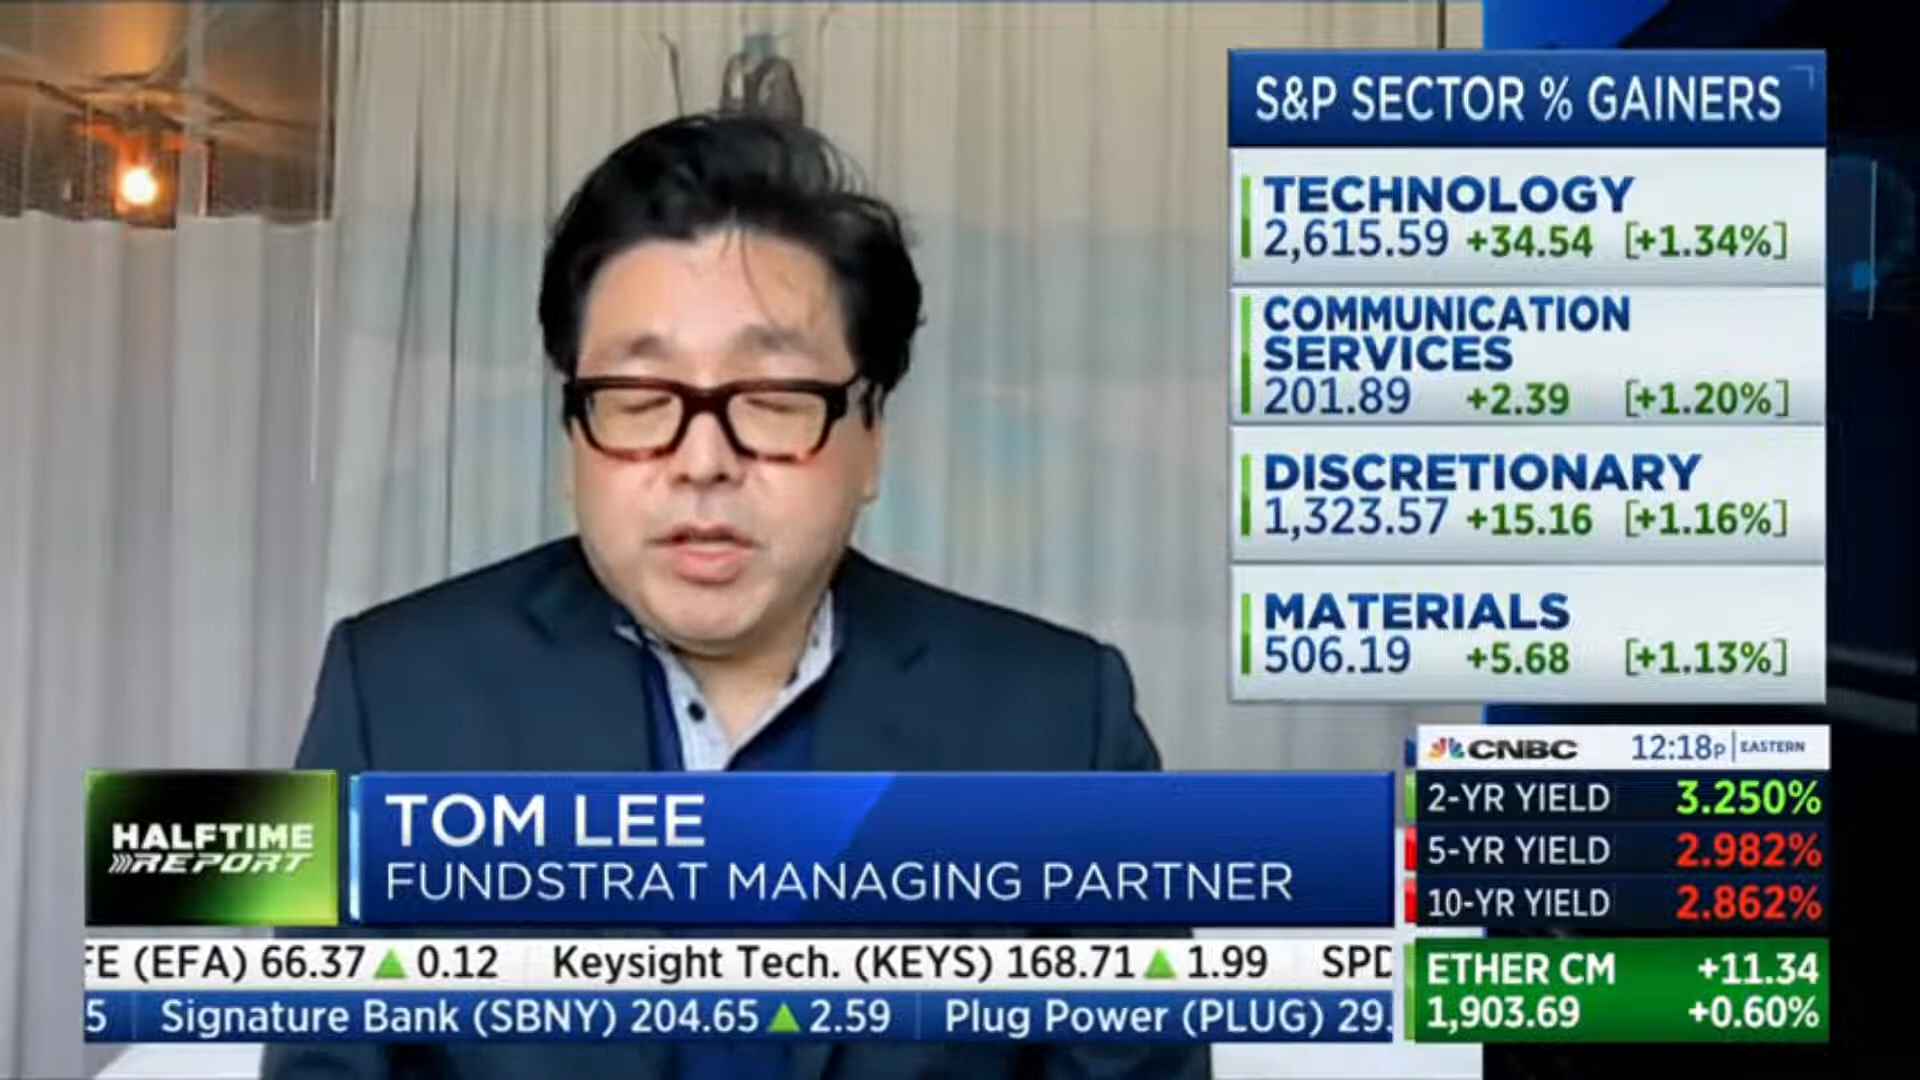 S&P SECTOR % GAINERS
TECHNOLOGY
2,615.59 +34.54 [+1.34%]
COMMUNICATION
SERVICES
201.89 +2.39 [+1.20%]
DISCRETIONARY
1,323.57 +15.16 [+1.16%]
MATERIALS
506.19 +5.68 [+1.13%]
CNBC 12:18P EASTERN
2-YR YIELD 3.250%
5-YR YIELD 2.982%
10-YR YIELD 2.862%
ETHER CM +11.34
1,903.69 +0.60%
HALFTIME
REPORT
TOM LEE
FUNDSTRAT MANAGING PARTNER
FE (EFA) 66.37 ▲ 0.12 Keysight Tech. (KEYS) 168.71 ▲ 1.99 SPD
5 Signature Bank (SBNY) 204.65 ▲ 2.59 Plug Power (PLUG) 29.